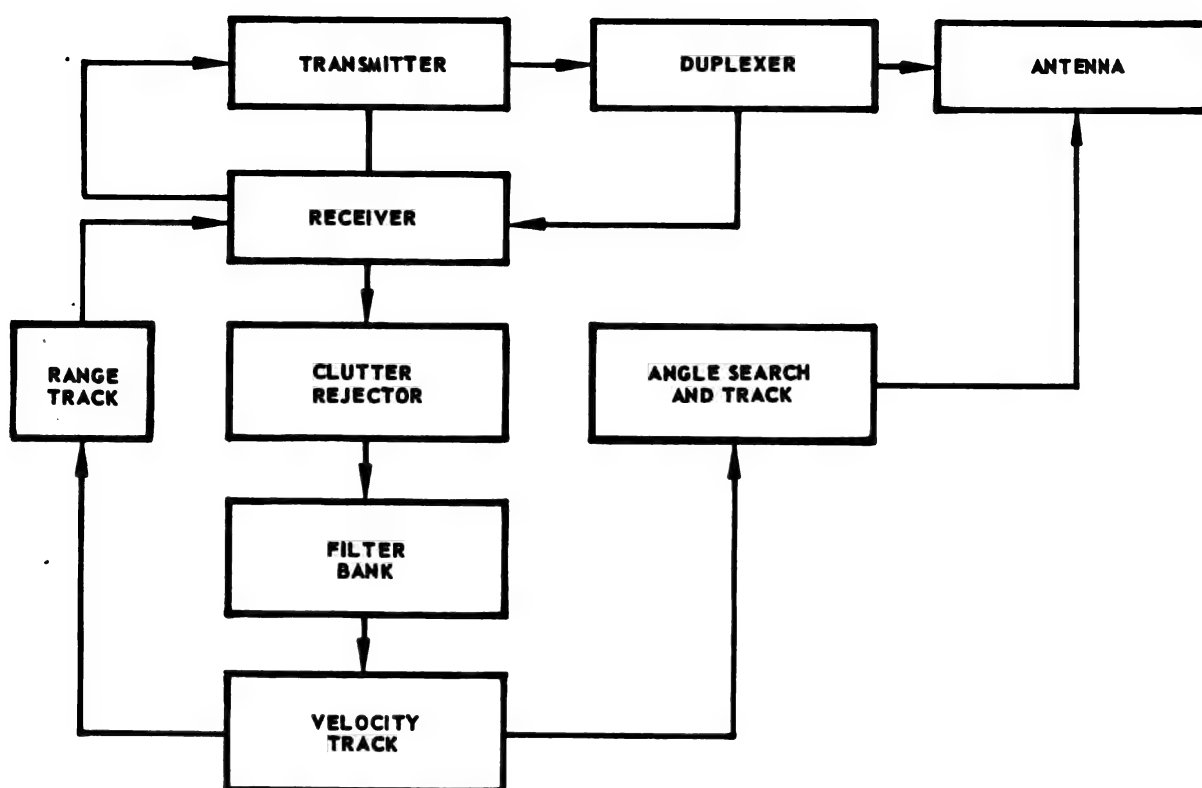 TRANSMITTER
DUPLEXER
ANTENNA
RECEIVER
RANGE
TRACK
CLUTTER
REJECTOR
ANGLE SEARCH
AND TRACK
FILTER
BANK
VELOCITY
TRACK